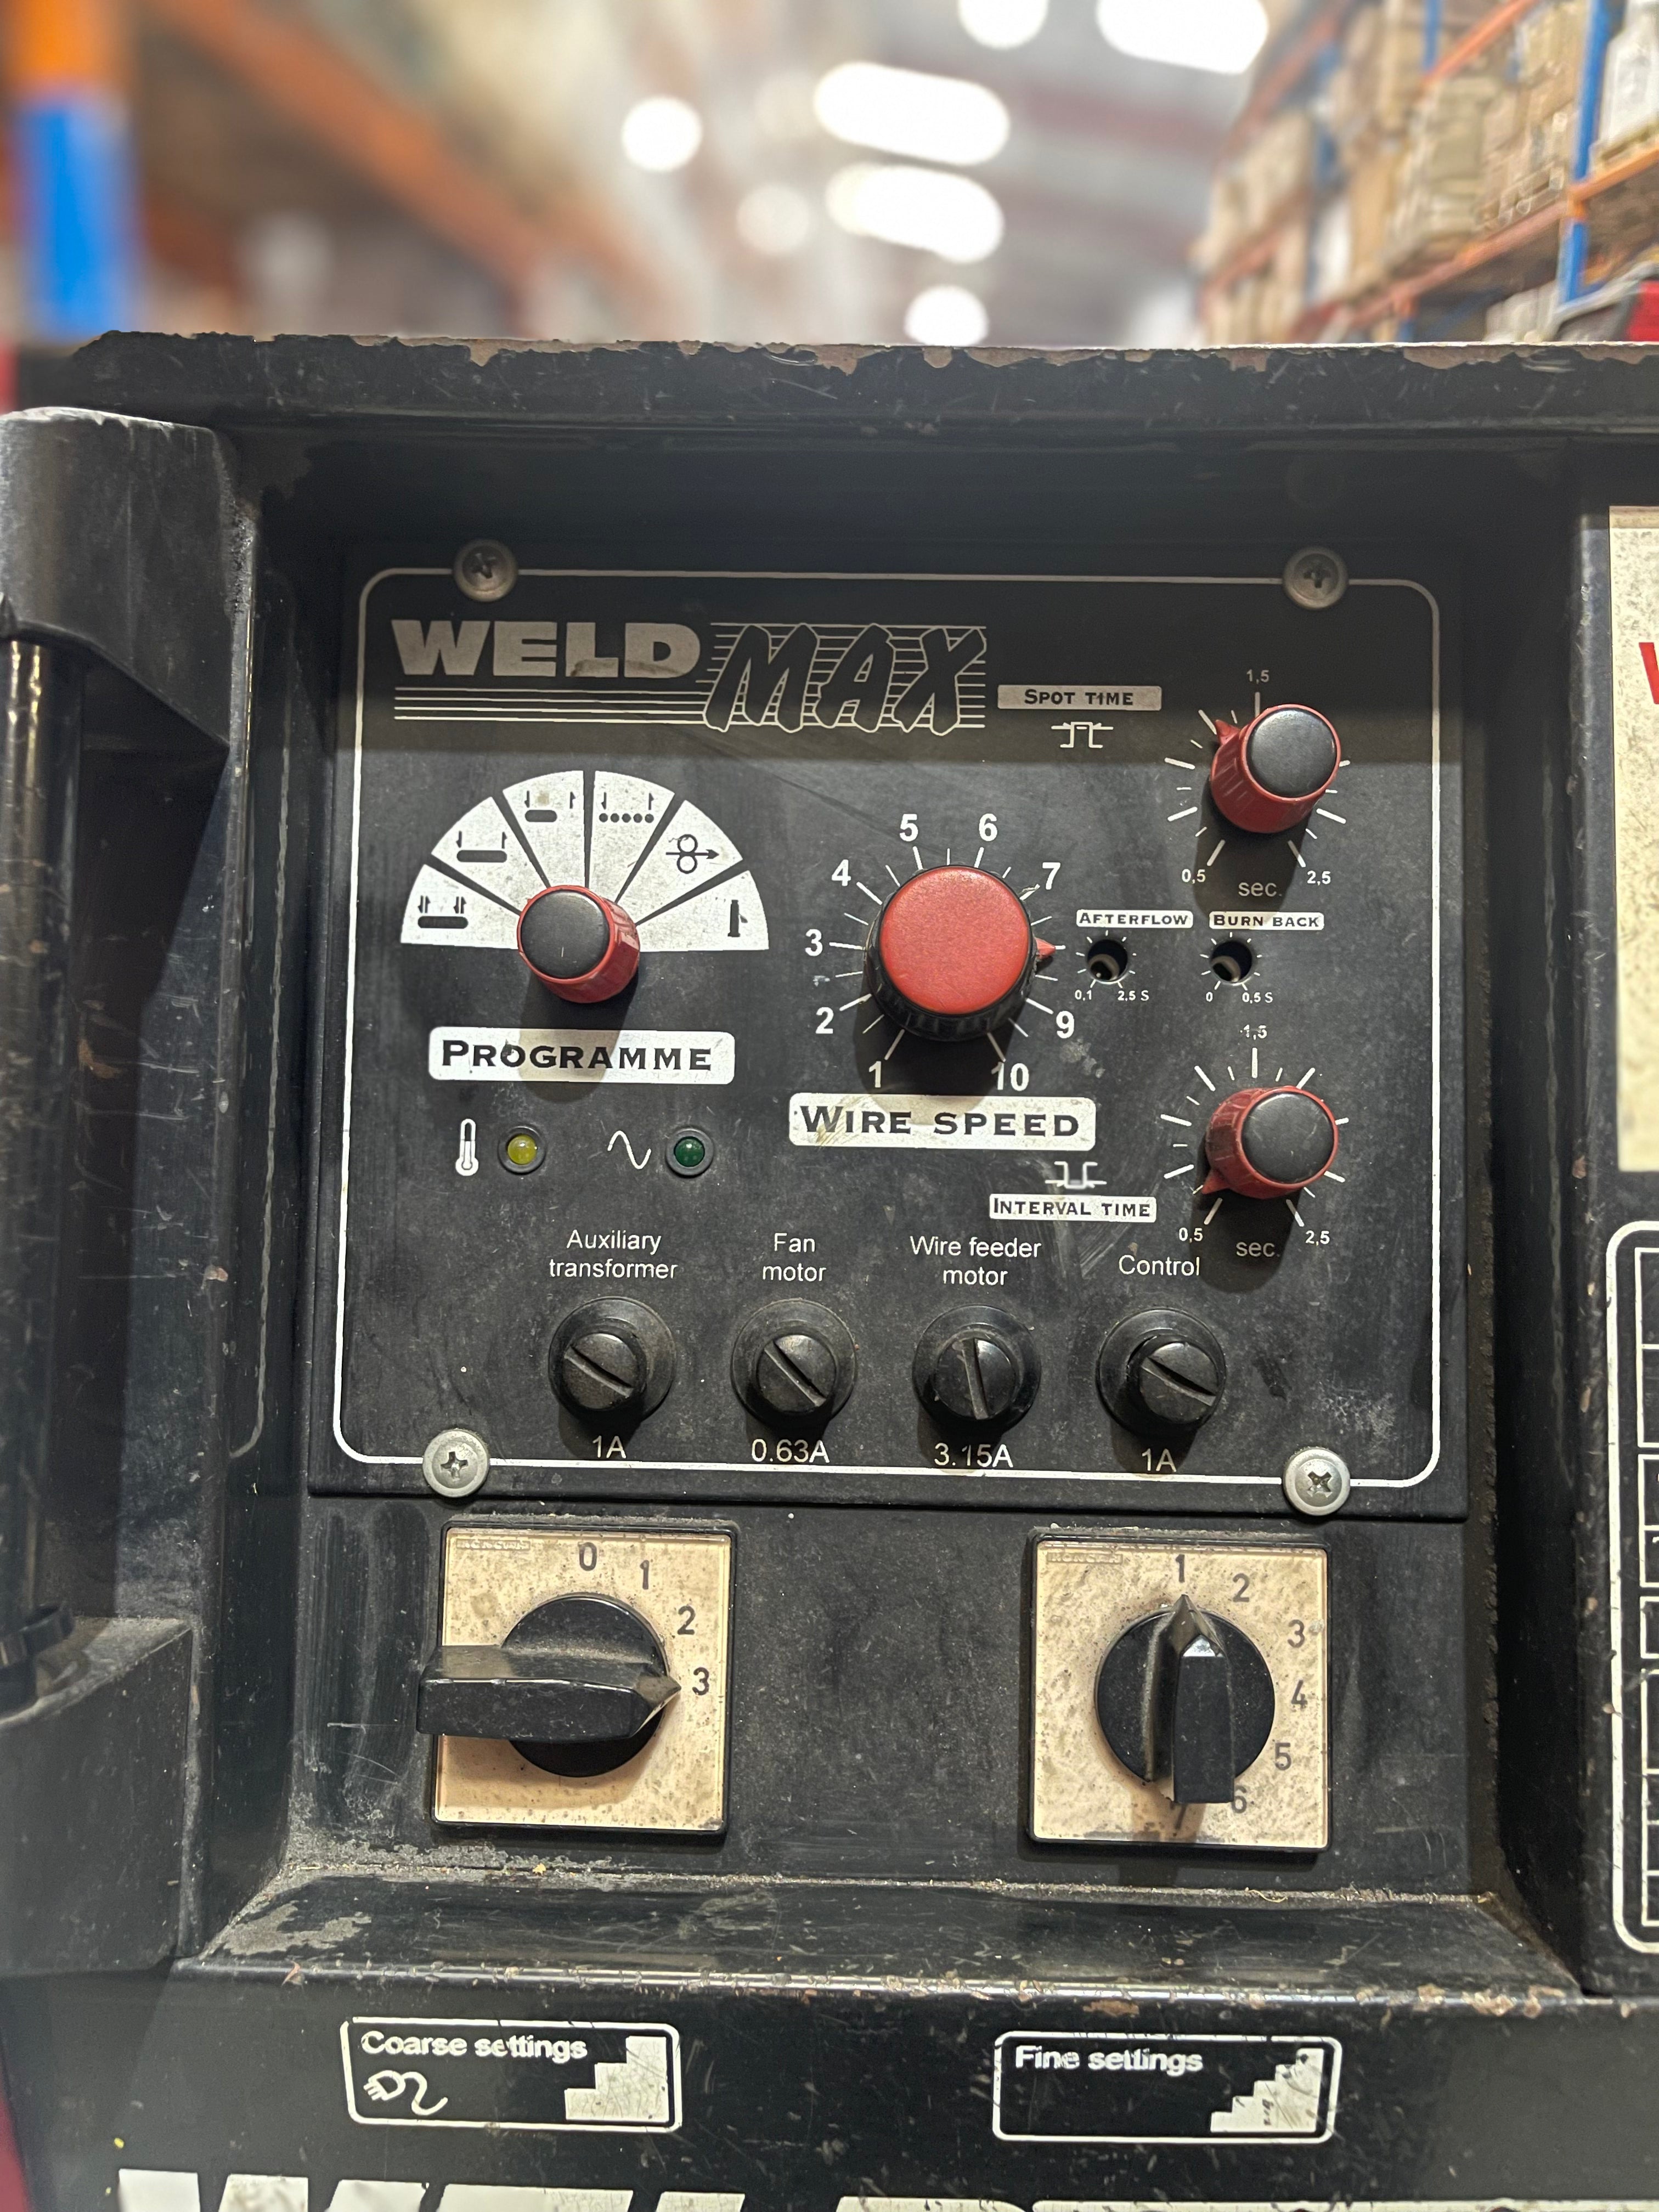 WELD MAX
SPOT TIME
1,5
0,5
sec.
2,5
PROGRAMME
1
2
3
4
5
6
7
9
10
WIRE SPEED
AFTERFLOW
0,1
2.5 S
BURN BACK
0
0,5 S
1,5
0,5
sec.
2,5
INTERVAL TIME
Auxiliary
transformer
1A
Fan
motor
0.63A
Wire feeder
motor
3.15A
Control
1A
0
1
2
3
1
2
3
4
5
6
7
Coarse settings
Fine settings